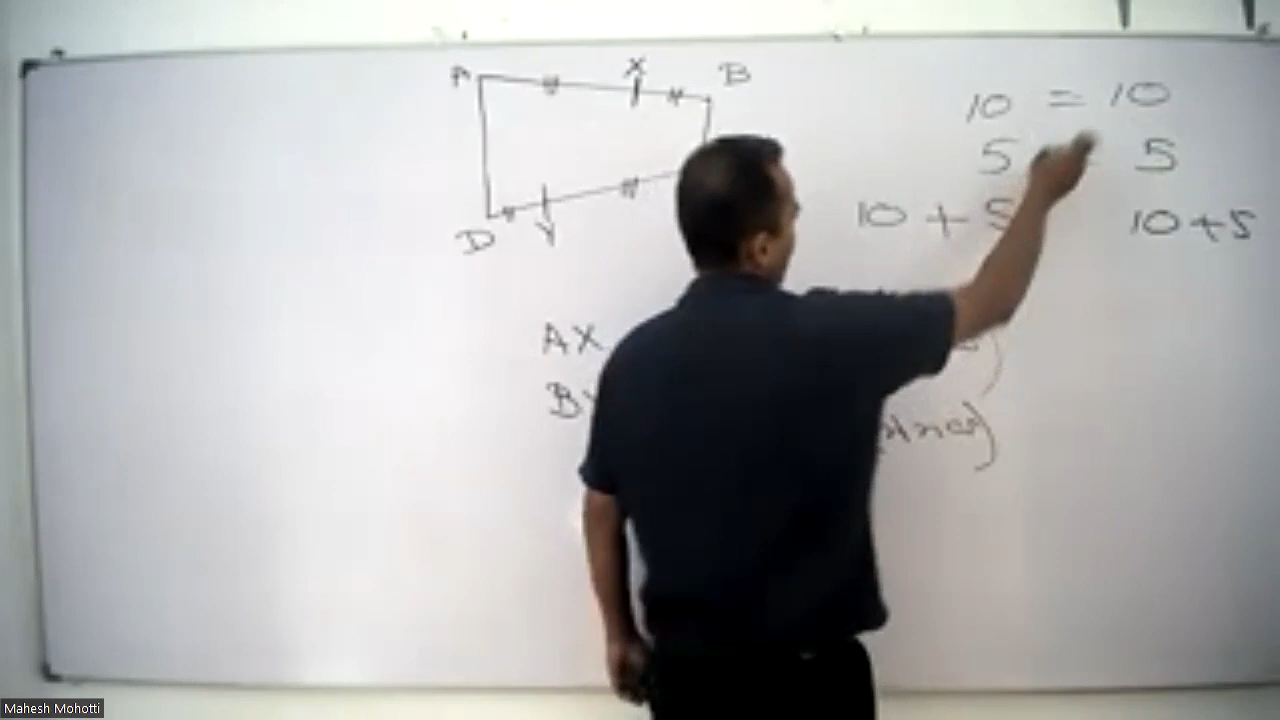 A X B
10 = 10
5 = 5
10 + 5 10 + 5
D Y
AX
B
Mahesh Mohotti